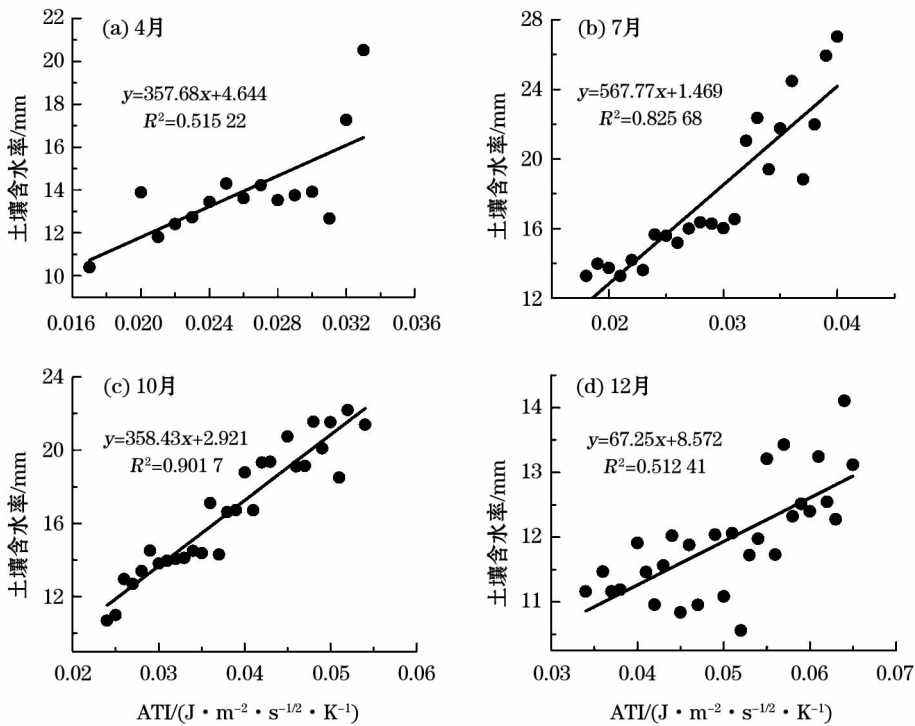 (a) 4月
y=357.68x+4.644
R²=0.515 22
土壤含水率/mm
20
18
16
14
12
10
0.016 0.020 0.024 0.028 0.032 0.036
(b) 7月
y=567.77x+1.469
R²=0.825 68
土壤含水率/mm
28
24
20
16
12
0.02 0.03 0.04
(c) 10月
y=358.43x+2.921
R²=0.901 7
土壤含水率/mm
24
20
16
12
0.02 0.03 0.04 0.05 0.06
ATI/(J・m⁻²・s⁻¹/²・K⁻¹)
(d) 12月
y=67.25x+8.572
R²=0.512 41
土壤含水率/mm
14
13
12
11
0.03 0.04 0.05 0.06 0.07
ATI/(J・m⁻²・s⁻¹/²・K⁻¹)